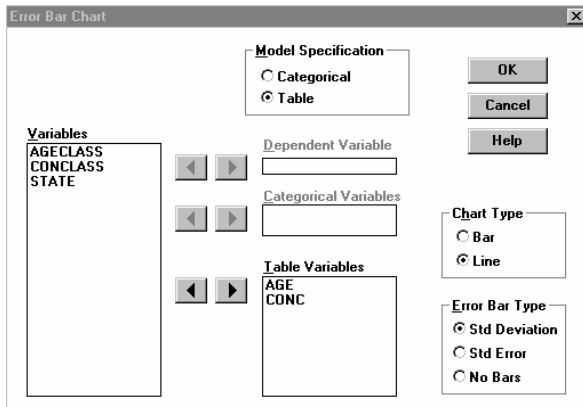 Error Bar Chart
Model Specification
Categorical
Table
OK
Cancel
Help
Variables
AGECLASS
CONCLASS
STATE
Dependent Variable
Categorical Variables
Table Variables
AGE
CONC
Chart Type
Bar
Line
Error Bar Type
Std Deviation
Std Error
No Bars